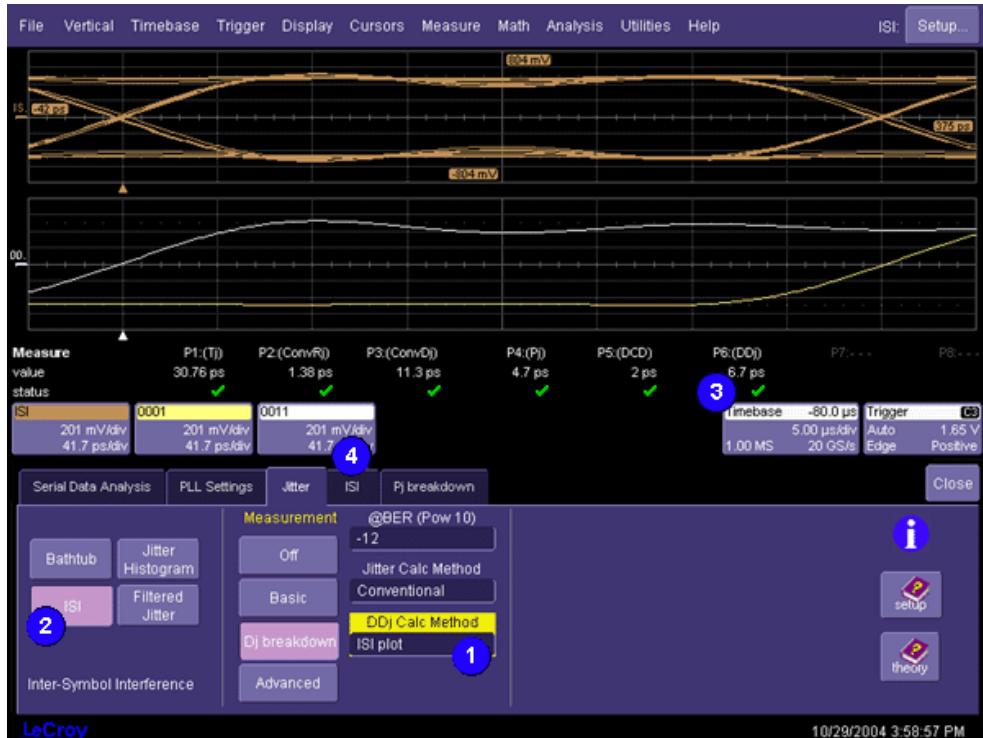 File Vertical Timebase Trigger Display Cursors Measure Math Analysis Utilities Help ISI: Setup...
804 mV
IS. -42 ps
375 ps
-804 mV
00.
Measure P1:(Tj) P2:(ConvRj) P3:(ConvDj) P4:(Pj) P5:(DCD) P6:(DDj) P7:- - - P8:- - -
value 30.76 ps 1.38 ps 11.3 ps 4.7 ps 2 ps 6.7 ps
status
3
ISI 0001 0011 Timebase -80.0 µs Trigger C3
201 mV/div 201 mV/div 201 mV/div 5.00 µs/div Auto 1.65 V
41.7 ps/div 41.7 ps/div 41.7 1.00 MS 20 GS/s Edge Positive
4
Serial Data Analysis PLL Settings Jitter ISI Pj breakdown Close
Measurement @BER (Pow 10)
-12
Bathtub Jitter Histogram Off Jitter Calc Method
Conventional
ISI Filtered Jitter Basic setup
2
DDj Calc Method
Dj breakdown ISI plot 1
theory
Inter-Symbol Interference Advanced
LeCroy 10/29/2004 3:58:57 PM